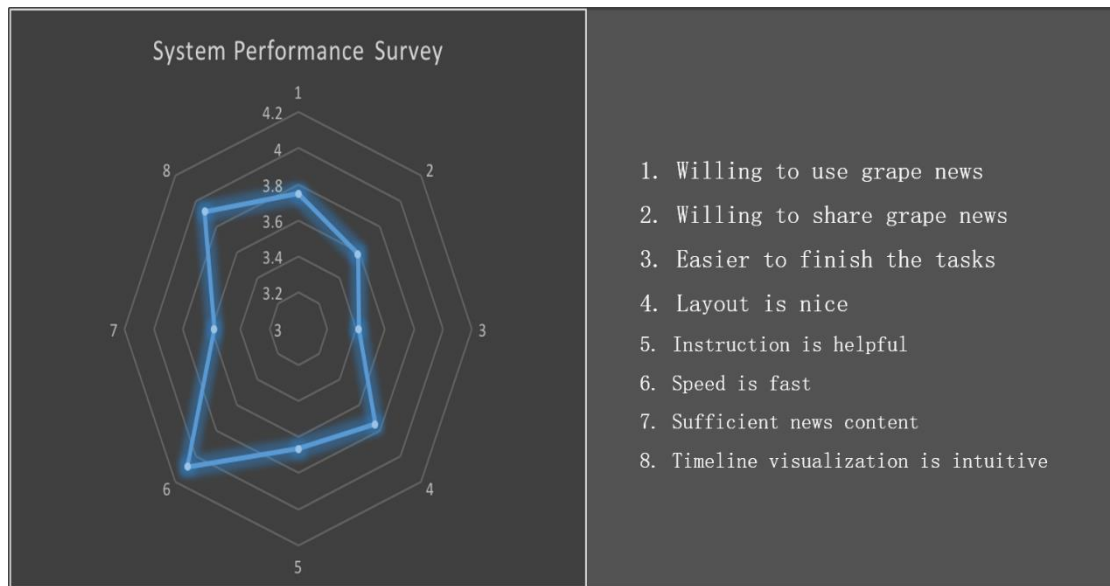 System Performance Survey
1
4.2
4
3.8
3.6
3.4
3.2
3
2
3
4
5
6
7
8
1. Willing to use grape news
2. Willing to share grape news
3. Easier to finish the tasks
4. Layout is nice
5. Instruction is helpful
6. Speed is fast
7. Sufficient news content
8. Timeline visualization is intuitive